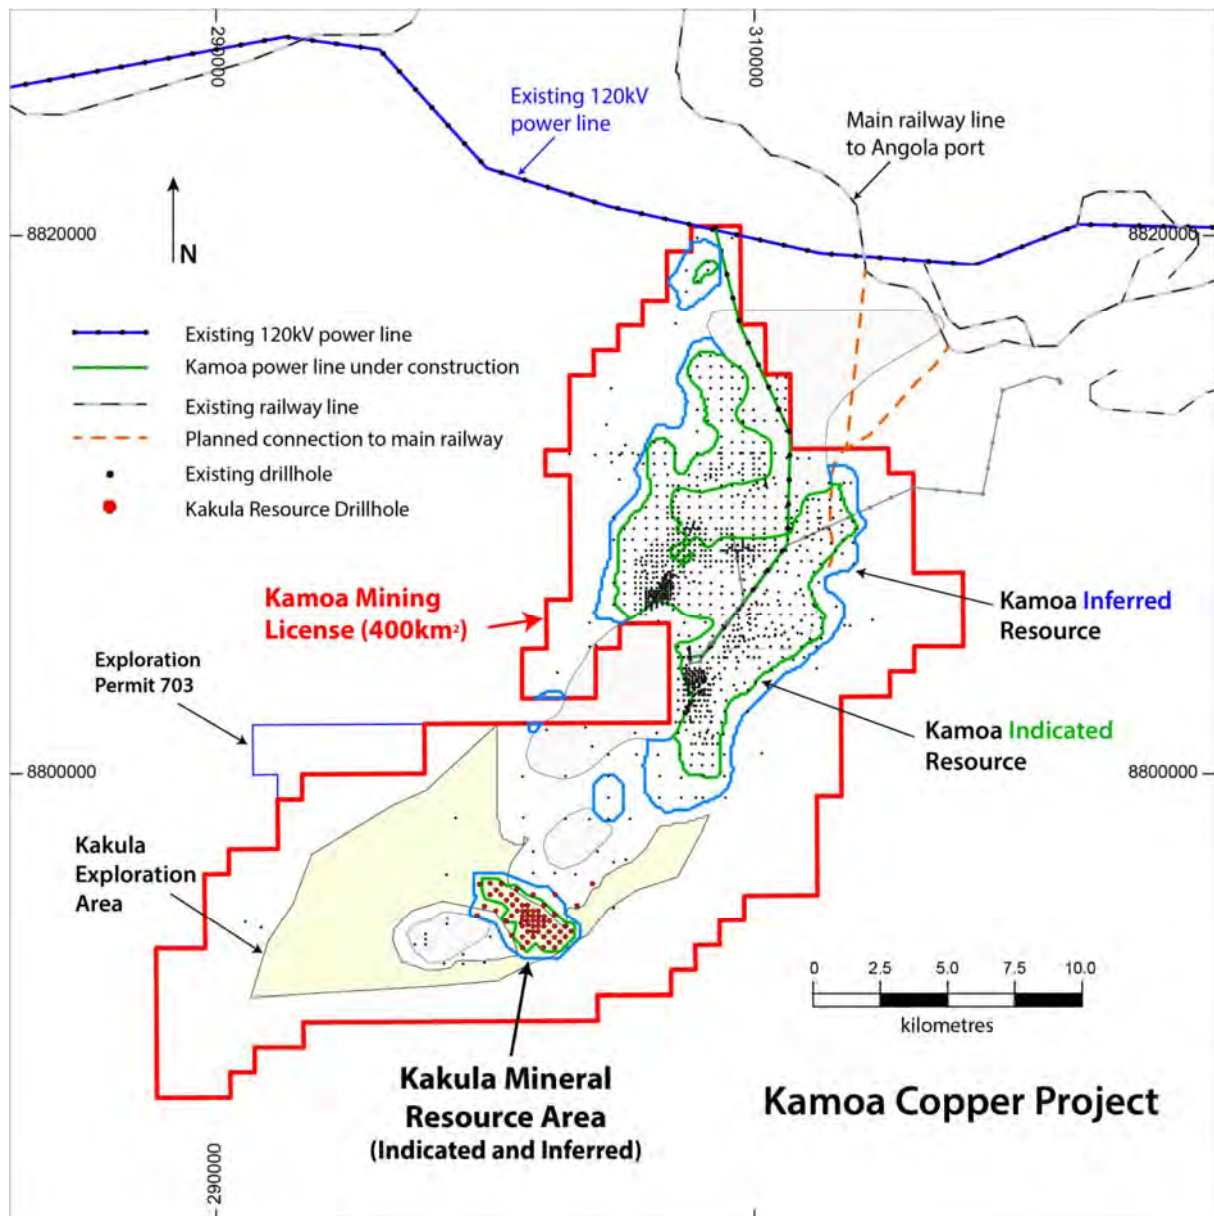 290000
310000
Existing 120kV
power line
Main railway line
to Angola port
8820000
8820000
N
Existing 120kV power line
Kamoa power line under construction
Existing railway line
Planned connection to main railway
Existing drillhole
Kakula Resource Drillhole
Kamoa Mining
License (400km²)
Kamoa Inferred
Resource
Exploration
Permit 703
Kamoa Indicated
Resource
8800000
8800000
Kakula
Exploration
Area
0 2.5 5.0 7.5 10.0
kilometres
Kakula Mineral
Resource Area
(Indicated and Inferred)
Kamoa Copper Project
290000